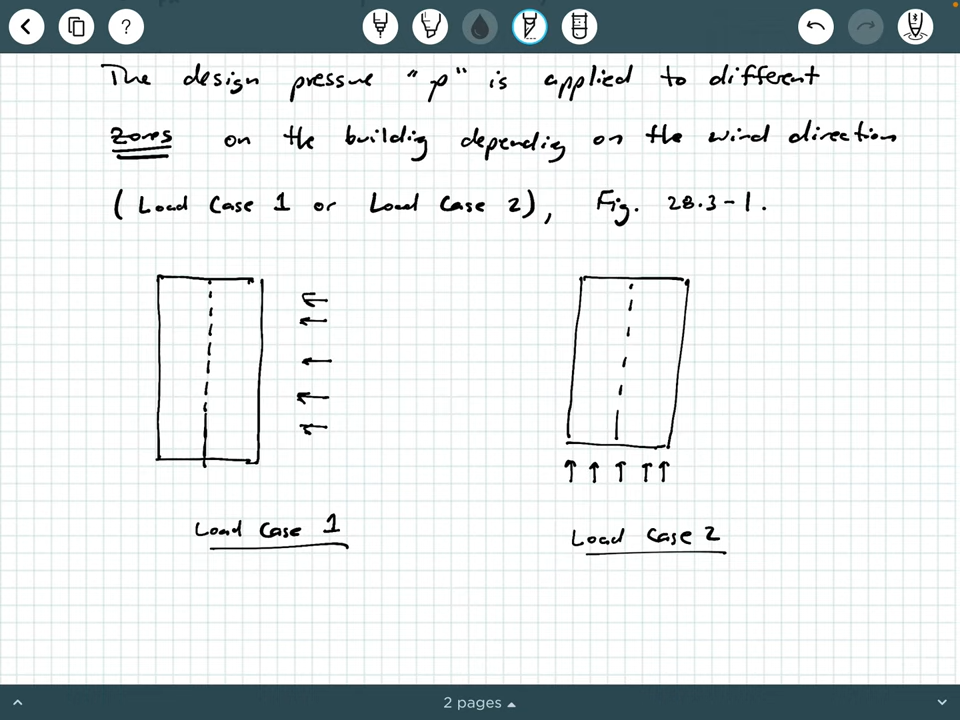 The design pressure "p" is applied to different
zones on the building depending on the wind direction
(Load Case 1 or Load Case 2), Fig. 28.3-1.
Load Case 1
Load Case 2
2 pages